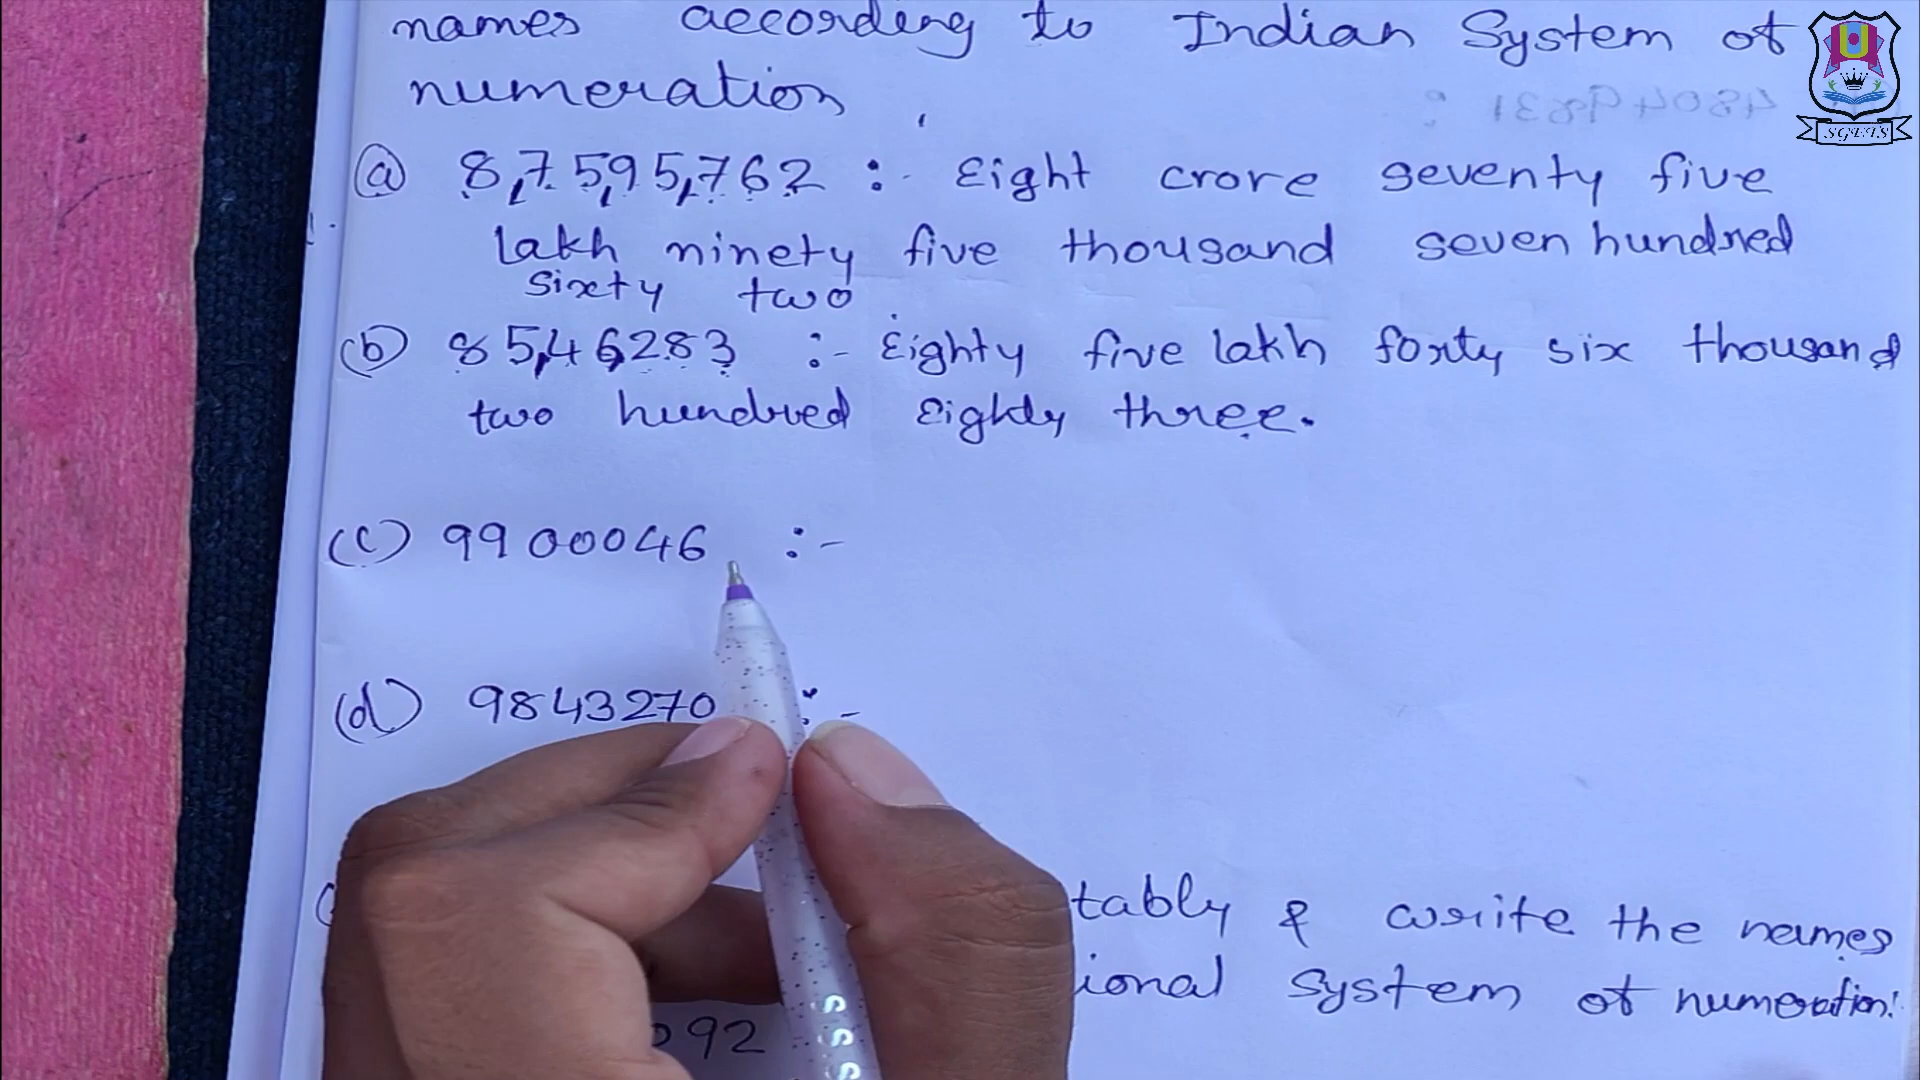 names according to Indian System of
numeration
(a) 8,75,95,762 :- Eight crore seventy five
lakh ninety five thousand seven hundred
sixty two
(b) 85,46,283 :- Eighty five lakh forty six thousand
two hundred Eighty three.
(c) 9900046 :-
(d) 9843270 :-
tably & write the names
ional system of numeration:
092
SGEIS